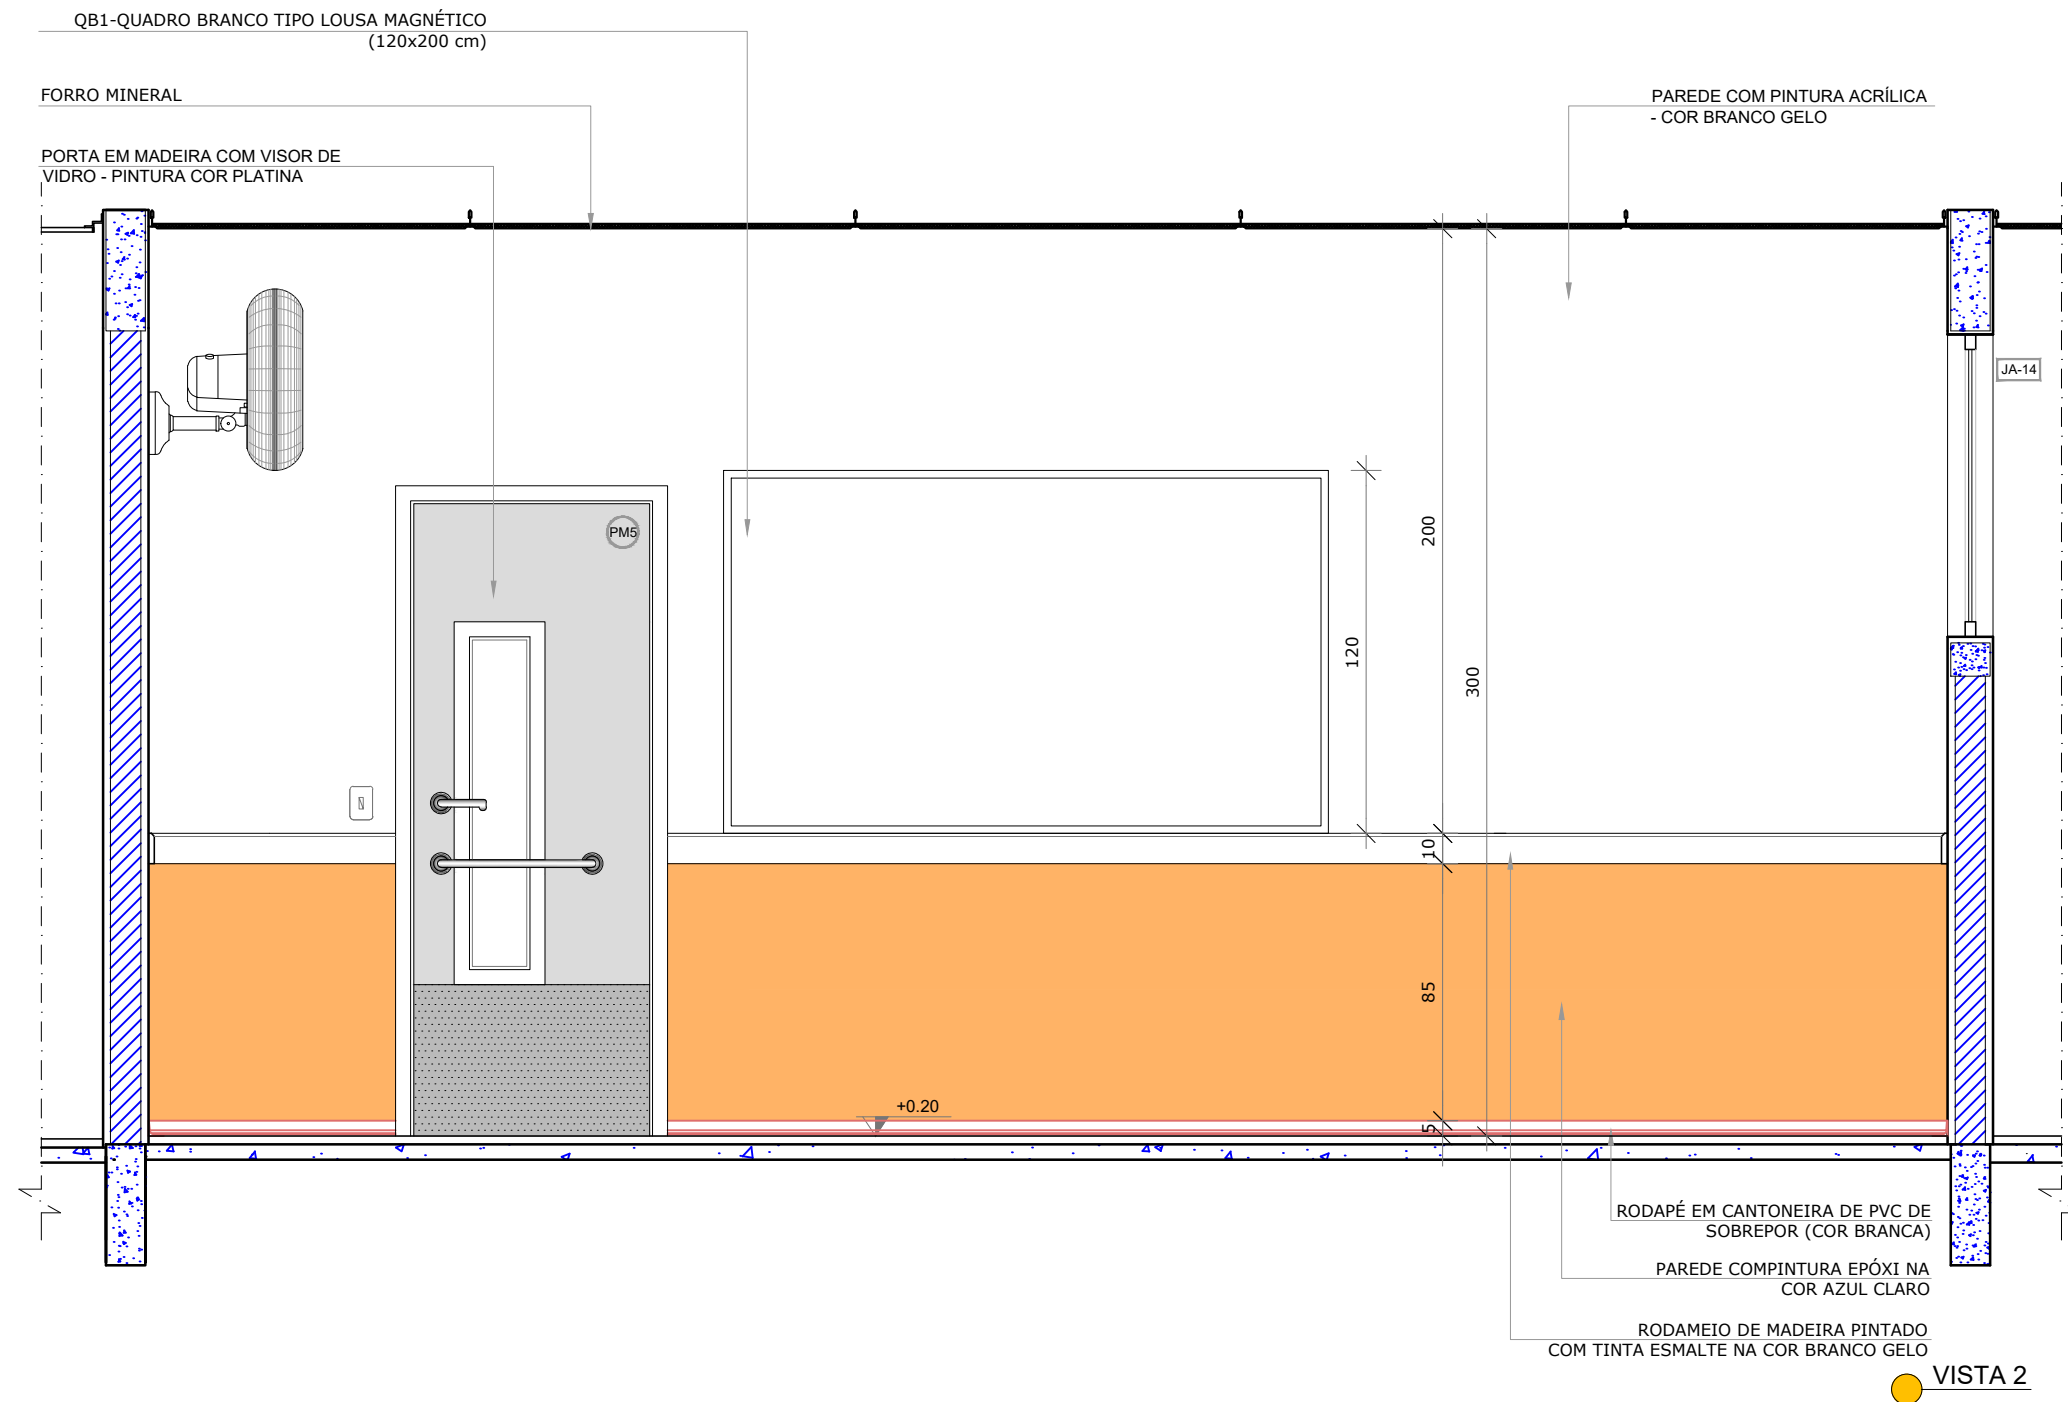 QB1-QUADRO BRANCO TIPO LOUSA MAGNÉTICO
(120x200 cm)
FORRO MINERAL
PAREDE COM PINTURA ACRÍLICA
- COR BRANCO GELO
PORTA EM MADEIRA COM VISOR DE
VIDRO - PINTURA COR PLATINA
JA-14
PM5
200
120
300
10
85
+0.20
5
RODAPÉ EM CANTONEIRA DE PVC DE
SOBREPOR (COR BRANCA)
PAREDE COMPINTURA EPÓXI NA
COR AZUL CLARO
RODAMEIO DE MADEIRA PINTADO
COM TINTA ESMALTE NA COR BRANCO GELO
VISTA 2